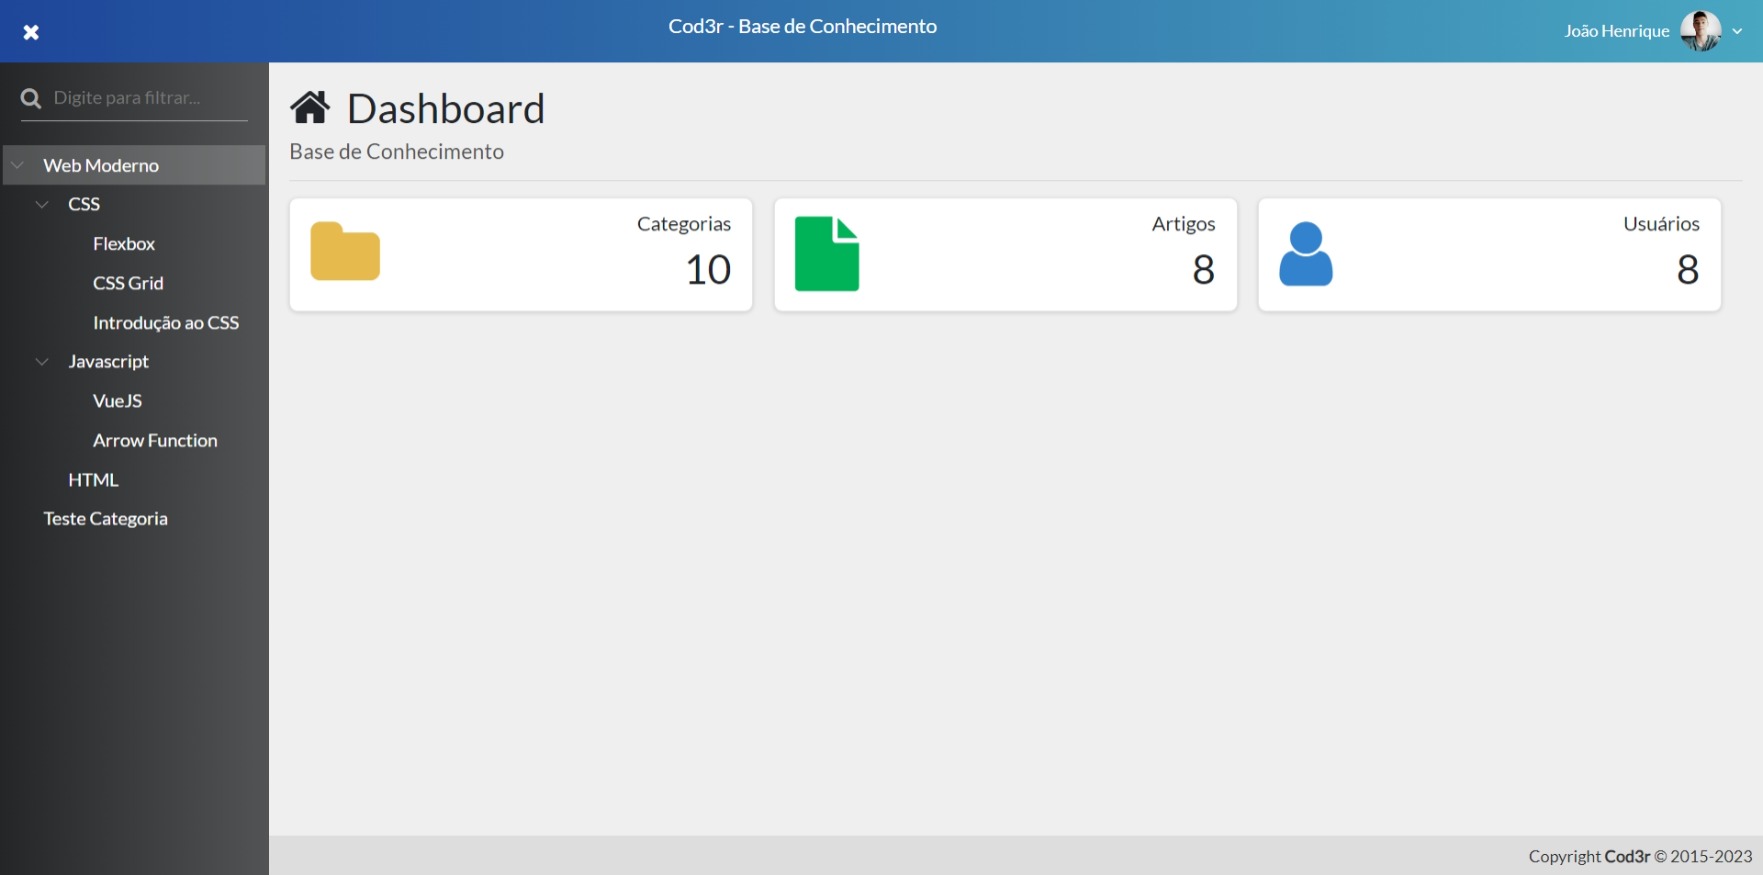 Cod3r - Base de Conhecimento
João Henrique
Digite para filtrar...
Web Moderno
CSS
Flexbox
CSS Grid
Introdução ao CSS
Javascript
VueJS
Arrow Function
HTML
Teste Categoria
Dashboard
Base de Conhecimento
Categorias
10
Artigos
8
Usuários
8
Copyright Cod3r © 2015-2023